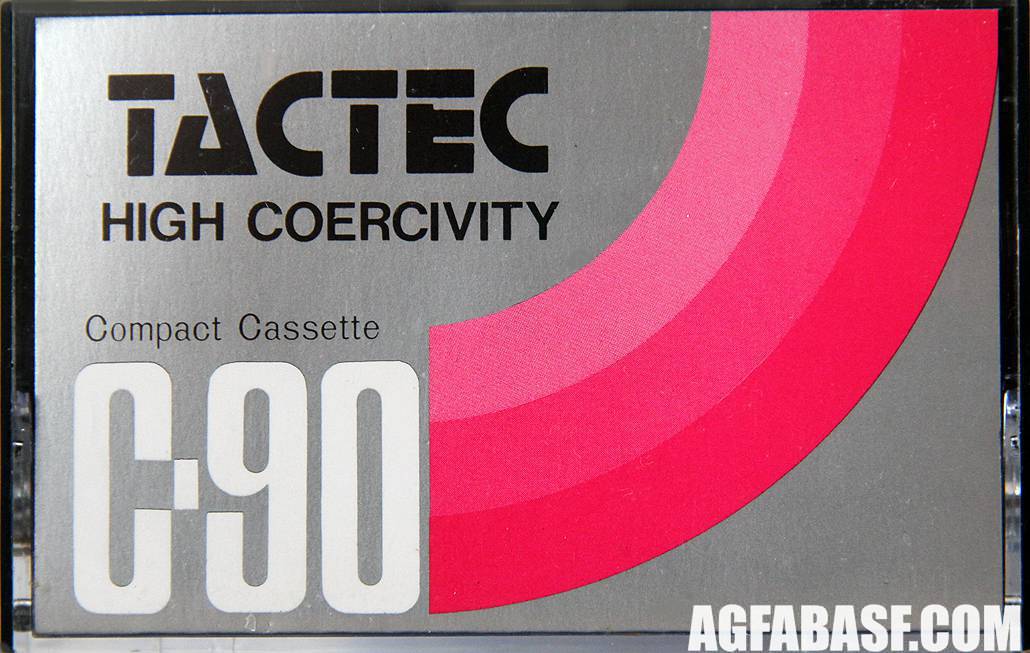 TACTEC
HIGH COERCIVITY
Compact Cassette
C-90
AGFABASF.COM